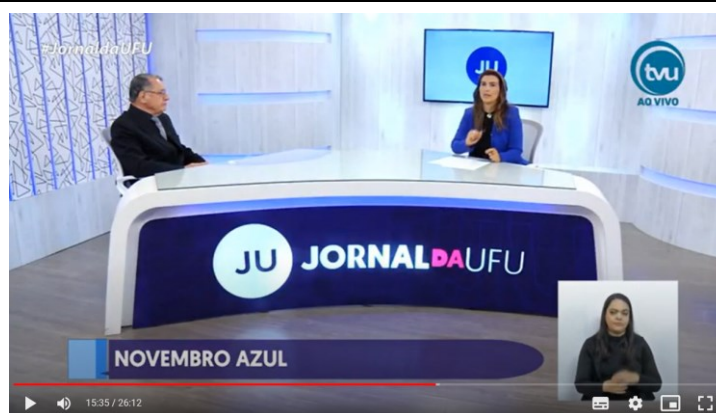 #JornaldaUFU
JU
tvu
AO VIVO
JU JORNALDAUFU
NOVEMBRO AZUL
15:35 / 26:12